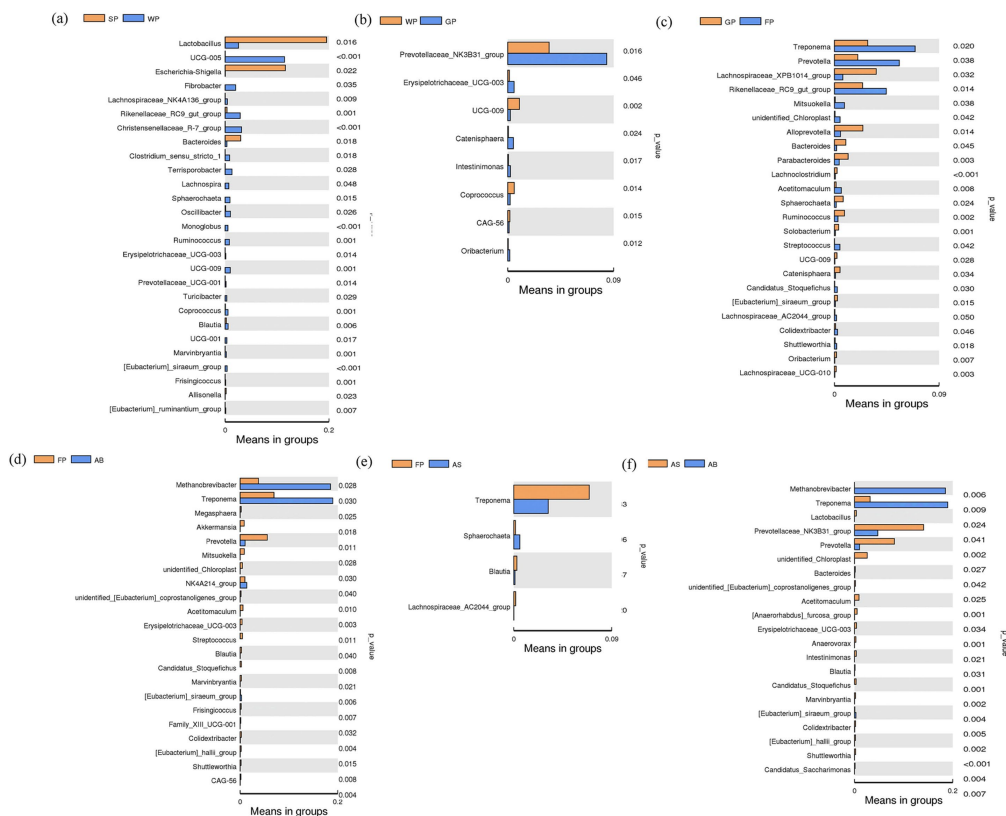 (a)
SP WP
Lactobacillus 0.016
UCG-005 <0.001
Escherichia-Shigella 0.022
Fibrobacter 0.035
Lachnospiraceae_NK4A136_group 0.009
Rikenellaceae_RC9_gut_group 0.001
Christensenellaceae_R-7_group <0.001
Bacteroides 0.018
Clostridium_sensu_stricto_1 0.018
Terrisporobacter 0.028
Lachnospira 0.048
Sphaerochaeta 0.015
Oscillibacter 0.026
Monoglobus <0.001
Ruminococcus 0.001
Erysipelotrichaceae_UCG-003 0.014
UCG-009 0.001
Prevotellaceae_UCG-001 0.014
Turicibacter 0.029
Coprococcus 0.001
Blautia 0.006
UCG-001 0.017
Marvinbryantia 0.001
[Eubacterium]_siraeum_group <0.001
Frisingicoccus 0.001
Allisonella 0.023
[Eubacterium]_ruminantium_group 0.007
0 0.2
Means in groups
(b)
WP GP
Prevotellaceae_NK3B31_group 0.016
Erysipelotrichaceae_UCG-003 0.046
UCG-009 0.002
Catenisphaera 0.024
Intestinimonas 0.017
Coprococcus 0.014
CAG-56 0.015
Oribacterium 0.012
p_value
0 0.09
Means in groups
(c)
GP FP
Treponema 0.020
Prevotella 0.038
Lachnospiraceae_XPB1014_group 0.032
Rikenellaceae_RC9_gut_group 0.014
Mitsuokella 0.038
unidentified_Chloroplast 0.042
Alloprevotella 0.014
Bacteroides 0.045
Parabacteroides 0.003
Lachnoclostridium <0.001
Acetitomaculum 0.008
Sphaerochaeta 0.024
Ruminococcus 0.002
Solobacterium 0.001
Streptococcus 0.042
UCG-009 0.028
Catenisphaera 0.034
Candidatus_Stoquefichus 0.030
[Eubacterium]_siraeum_group 0.015
Lachnospiraceae_AC2044_group 0.050
Colidextribacter 0.046
Shuttleworthia 0.018
Oribacterium 0.007
Lachnospiraceae_UCG-010 0.003
p_value
0 0.09
Means in groups
(d)
FP AB
Methanobrevibacter 0.028
Treponema 0.030
Megasphaera 0.025
Akkermansia 0.018
Prevotella 0.011
Mitsuokella 0.028
unidentified_Chloroplast 0.030
NK4A214_group 0.040
unidentified_[Eubacterium]_coprostanoligenes_group 0.010
Acetitomaculum 0.003
Erysipelotrichaceae_UCG-003 0.011
Streptococcus 0.040
Blautia 0.008
Candidatus_Stoquefichus 0.021
Marvinbryantia 0.006
[Eubacterium]_siraeum_group 0.007
Frisingicoccus 0.032
Family_XIII_UCG-001 0.004
Colidextribacter 0.015
[Eubacterium]_hallii_group 0.008
Shuttleworthia 0.004
CAG-56
p_value
0 0.2
Means in groups
(e)
FP AS
Treponema 3
Sphaerochaeta 6
Blautia 7
Lachnospiraceae_AC2044_group 0
p_value
0 0.09
Means in groups
(f)
AS AB
Methanobrevibacter 0.006
Treponema 0.009
Lactobacillus 0.024
Prevotellaceae_NK3B31_group 0.041
Prevotella 0.002
unidentified_Chloroplast 0.027
Bacteroides 0.042
unidentified_[Eubacterium]_coprostanoligenes_group 0.025
Acetitomaculum 0.001
[Anaerorhabdus]_furcosa_group 0.034
Erysipelotrichaceae_UCG-003 0.001
Anaerovorax 0.021
Intestinimonas 0.031
Blautia 0.001
Candidatus_Stoquefichus 0.002
Marvinbryantia 0.004
[Eubacterium]_siraeum_group 0.005
Colidextribacter 0.002
[Eubacterium]_hallii_group <0.001
Shuttleworthia 0.004
Candidatus_Saccharimonas 0.007
p_value
0 0.2
Means in groups